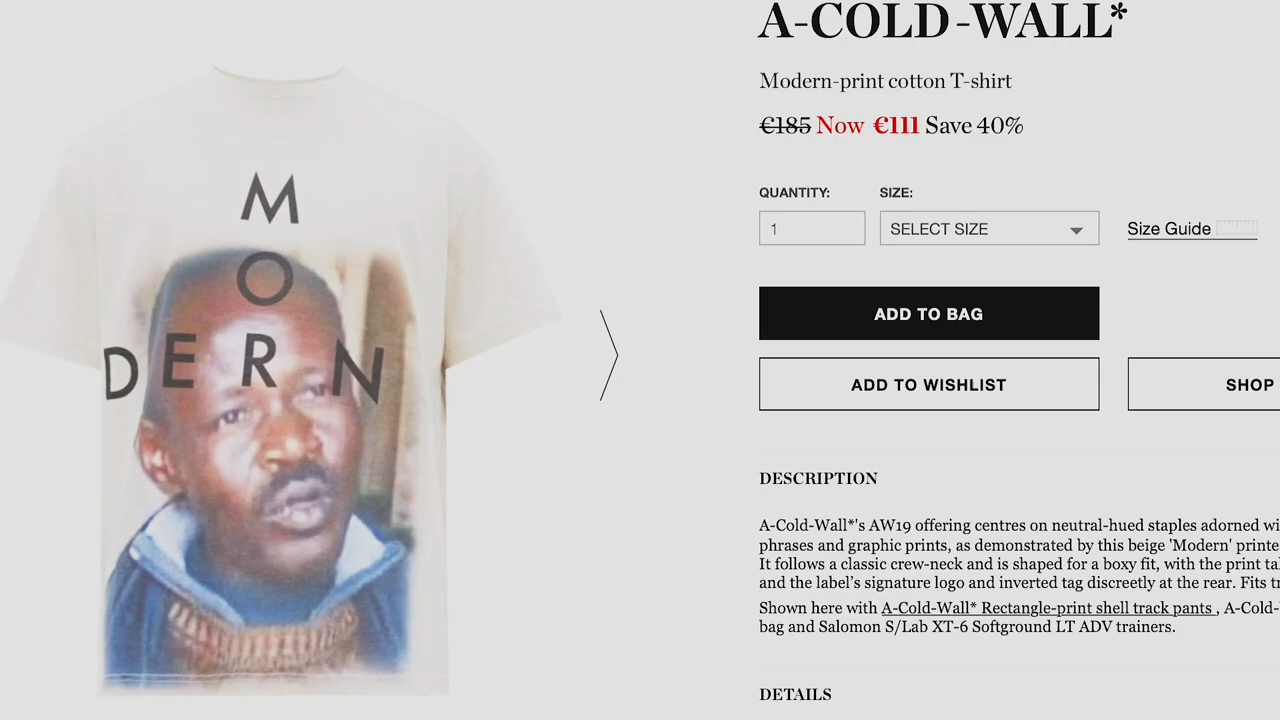 A-COLD-WALL*
Modern-print cotton T-shirt
€185 Now €111 Save 40%
QUANTITY: SIZE:
1 SELECT SIZE Size Guide
ADD TO BAG
ADD TO WISHLIST SHOP
DESCRIPTION
A-Cold-Wall*'s AW19 offering centres on neutral-hued staples adorned
phrases and graphic prints, as demonstrated by this beige 'Modern'
It follows a classic crew-neck and is shaped for a boxy fit, with the print
and the label's signature logo and inverted tag discreetly at the rear. Fits
Shown here with A-Cold-Wall* Rectangle-print shell track pants , A-Cold-
bag and Salomon S/Lab XT-6 Softground LT ADV trainers.
DETAILS
M
O
DERN